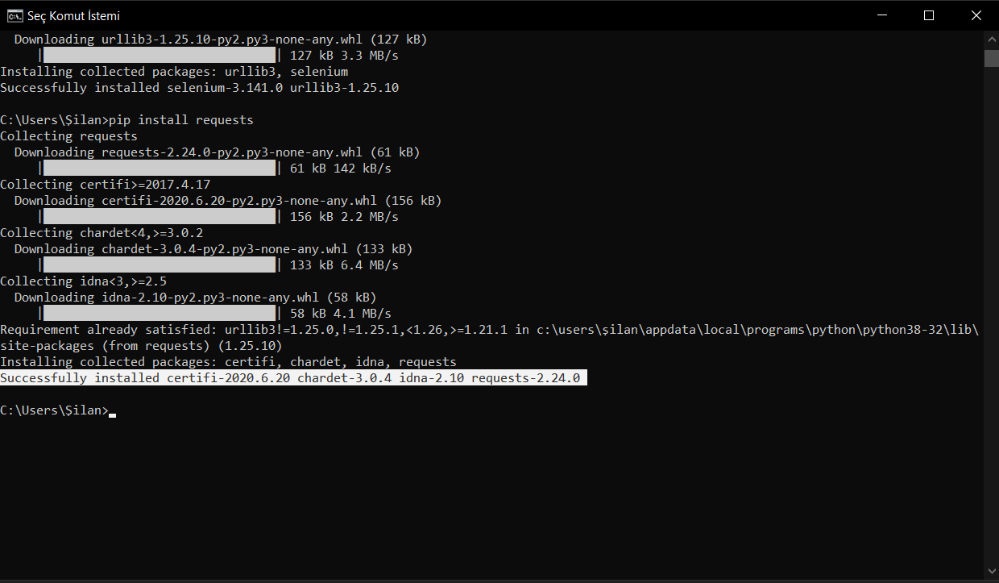 Seç Komut İstemi
Downloading urllib3-1.25.10-py2.py3-none-any.whl (127 kB)
| | 127 kB 3.3 MB/s
Installing collected packages: urllib3, selenium
Successfully installed selenium-3.141.0 urllib3-1.25.10
C:\Users\Şilan>pip install requests
Collecting requests
Downloading requests-2.24.0-py2.py3-none-any.whl (61 kB)
| | 61 kB 142 kB/s
Collecting certifi>=2017.4.17
Downloading certifi-2020.6.20-py2.py3-none-any.whl (156 kB)
| | 156 kB 2.2 MB/s
Collecting chardet<4,>=3.0.2
Downloading chardet-3.0.4-py2.py3-none-any.whl (133 kB)
| | 133 kB 6.4 MB/s
Collecting idna<3,>=2.5
Downloading idna-2.10-py2.py3-none-any.whl (58 kB)
| | 58 kB 4.1 MB/s
Requirement already satisfied: urllib3!=1.25.0,!=1.25.1,<1.26,>=1.21.1 in c:\users\şilan\appdata\local\programs\python\python38-32\lib\
site-packages (from requests) (1.25.10)
Installing collected packages: certifi, chardet, idna, requests
Successfully installed certifi-2020.6.20 chardet-3.0.4 idna-2.10 requests-2.24.0
C:\Users\Şilan>